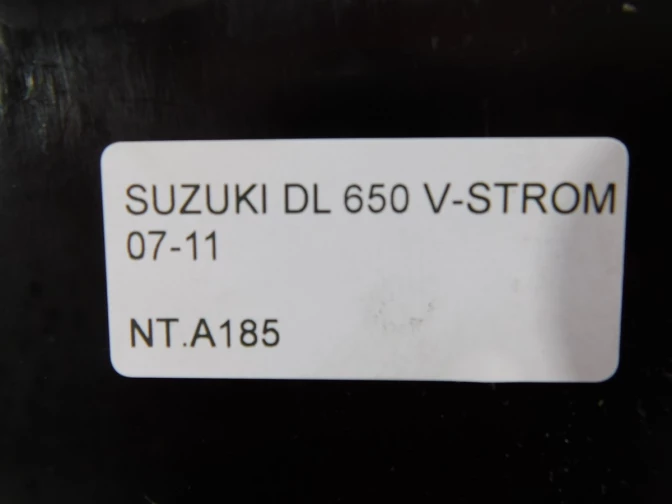 SUZUKI DL 650 V-STROM
07-11
NT.A185